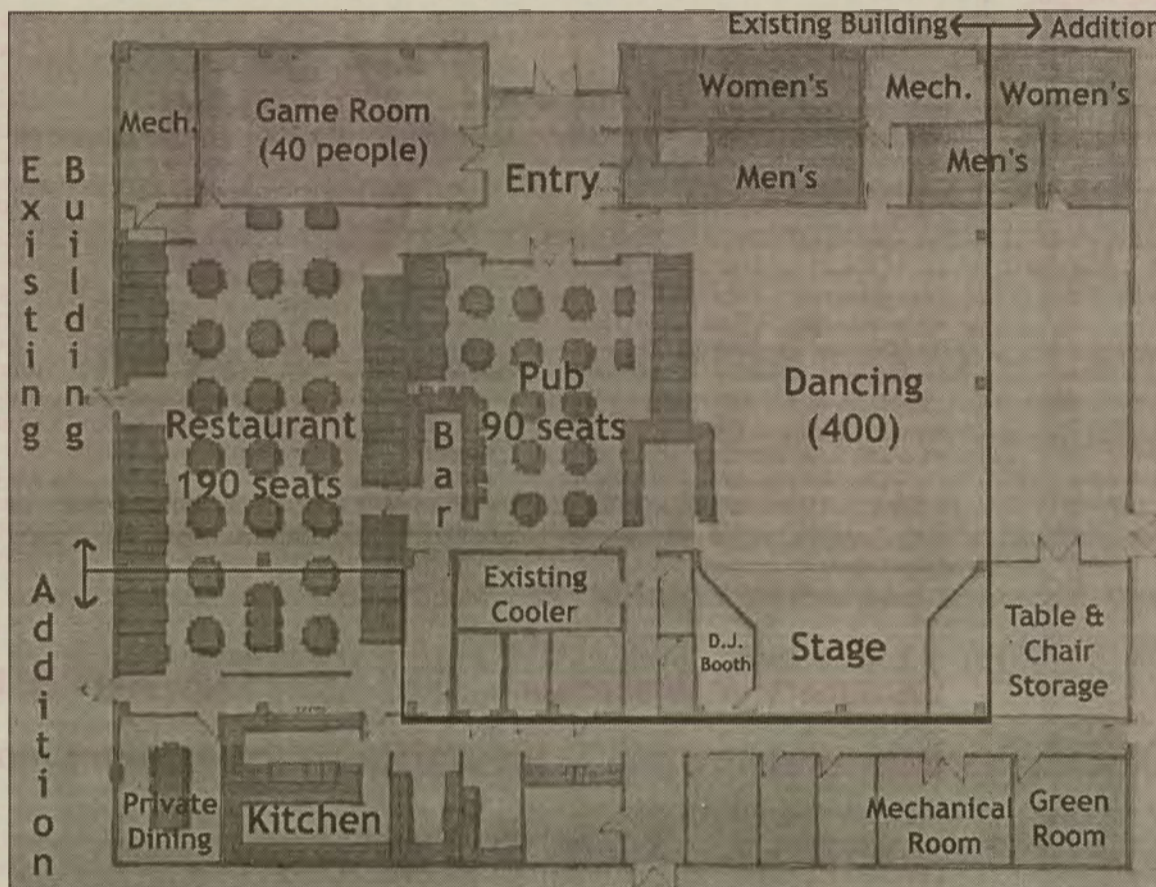 Existing Building Addition
Mech.
Game Room
(40 people)
Entry
Women's
Men's
Mech.
Women's
Men's
Existing
Building
Restaurant
190 seats
Bar
Pub
90 seats
Dancing
(400)
Addition
Existing
Cooler
D.J.
Booth
Stage
Table &
Chair
Storage
Private
Dining
Kitchen
Mechanical
Room
Green
Room